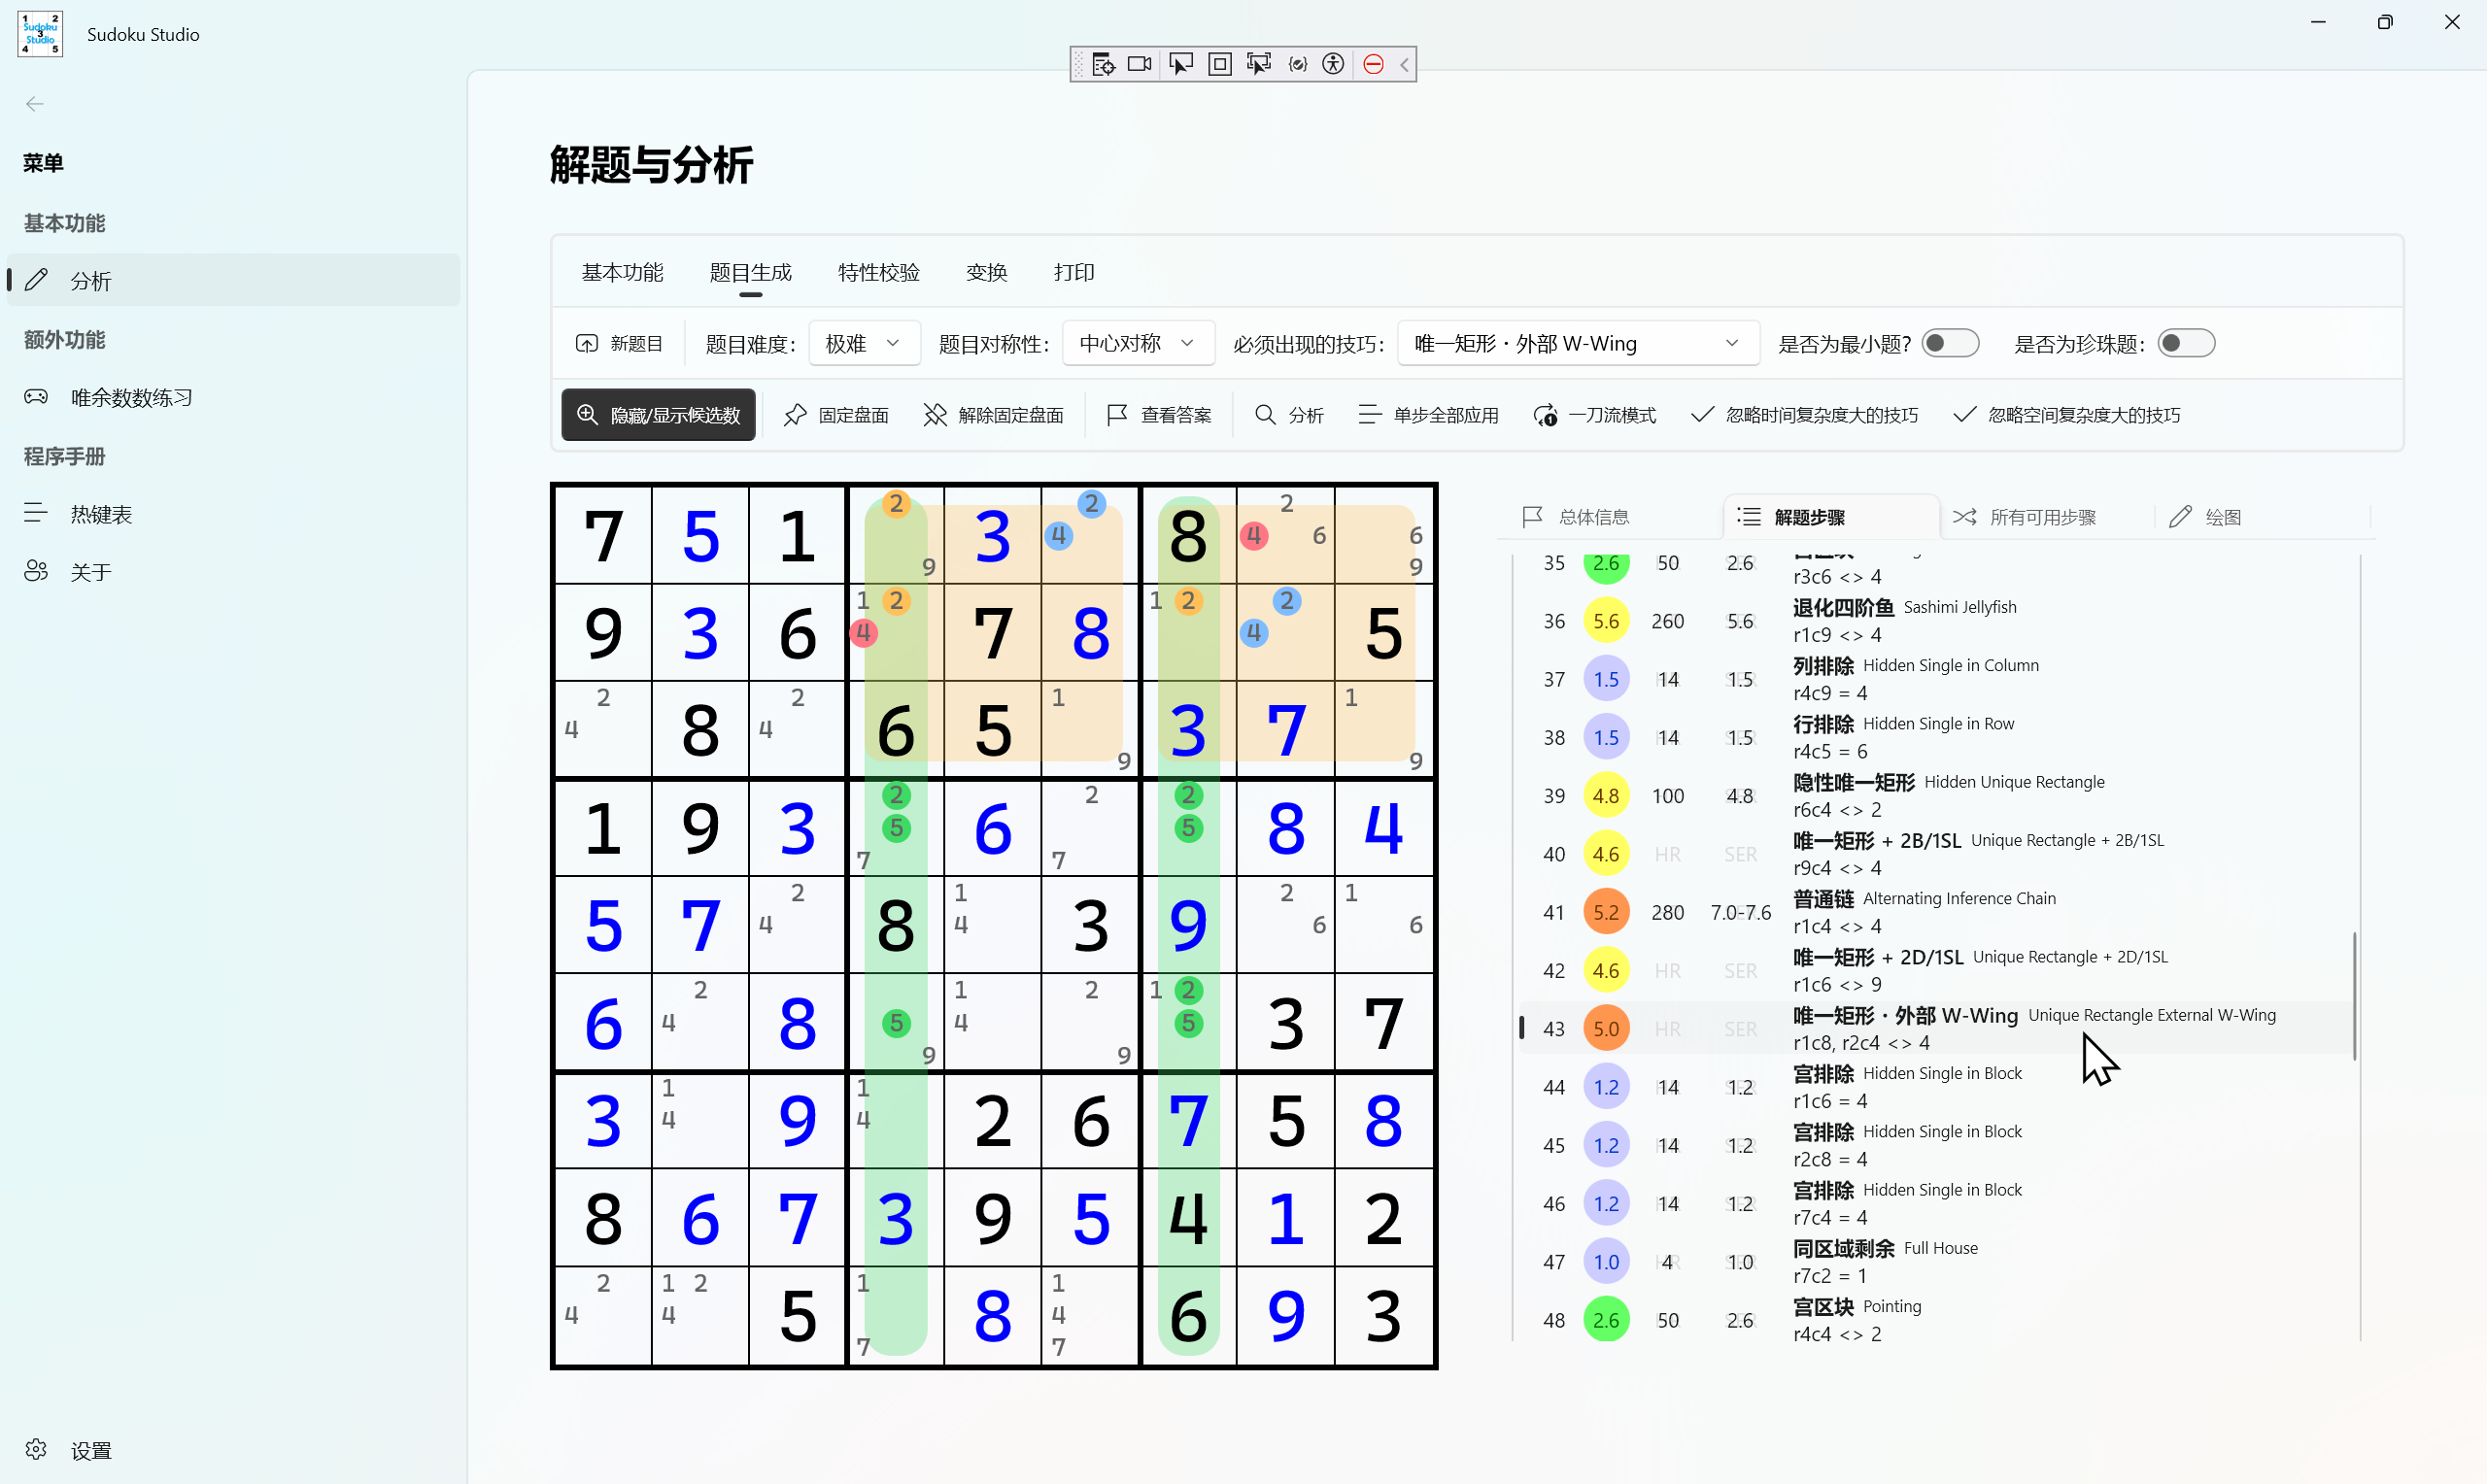 Sudoku Studio
菜单
基本功能
分析
额外功能
唯余数数练习
程序手册
热键表
关于
设置
解题与分析
基本功能 题目生成 特性校验 变换 打印
新题目 题目难度： 极难 题目对称性： 中心对称 必须出现的技巧： 唯一矩形 · 外部 W-Wing 是否为最小题？ 是否为珍珠题：
隐藏/显示候选数 固定盘面 解除固定盘面 查看答案 分析 单步全部应用 一刀流模式 忽略时间复杂度大的技巧 忽略空间复杂度大的技巧
7 5 1 2 9 3 2 4 8 2 4 6 6 9
9 3 6 1 2 4 7 8 1 2 2 4 5
2 4 8 2 4 6 5 1 9 3 7 1 9
1 9 3 2 5 7 6 2 7 2 5 8 4
5 7 2 4 8 1 4 3 9 2 6 1 6
6 2 4 8 5 9 1 4 2 9 1 2 5 3 7
3 1 4 9 1 4 2 6 7 5 8
8 6 7 3 9 5 4 1 2
2 4 1 2 4 5 1 7 8 1 4 7 6 9 3
总体信息 解题步骤 所有可用步骤 绘图
35 2.6 50 2.6
r3c6 <> 4
36 5.6 260 5.6 退化四阶鱼 Sashimi Jellyfish
r1c9 <> 4
37 1.5 14 1.5 列排除 Hidden Single in Column
r4c9 = 4
38 1.5 14 1.5 行排除 Hidden Single in Row
r4c5 = 6
39 4.8 100 4.8 隐性唯一矩形 Hidden Unique Rectangle
r6c4 <> 2
40 4.6 HR SER 唯一矩形 + 2B/1SL Unique Rectangle + 2B/1SL
r9c4 <> 4
41 5.2 280 7.0-7.6 普通链 Alternating Inference Chain
r1c4 <> 4
42 4.6 HR SER 唯一矩形 + 2D/1SL Unique Rectangle + 2D/1SL
r1c6 <> 9
43 5.0 HR SER 唯一矩形 · 外部 W-Wing Unique Rectangle External W-Wing
r1c8, r2c4 <> 4
44 1.2 14 1.2 宫排除 Hidden Single in Block
r1c6 = 4
45 1.2 14 1.2 宫排除 Hidden Single in Block
r2c8 = 4
46 1.2 14 1.2 宫排除 Hidden Single in Block
r7c4 = 4
47 1.0 4 1.0 同区域剩余 Full House
r7c2 = 1
48 2.6 50 2.6 宫区块 Pointing
r4c4 <> 2